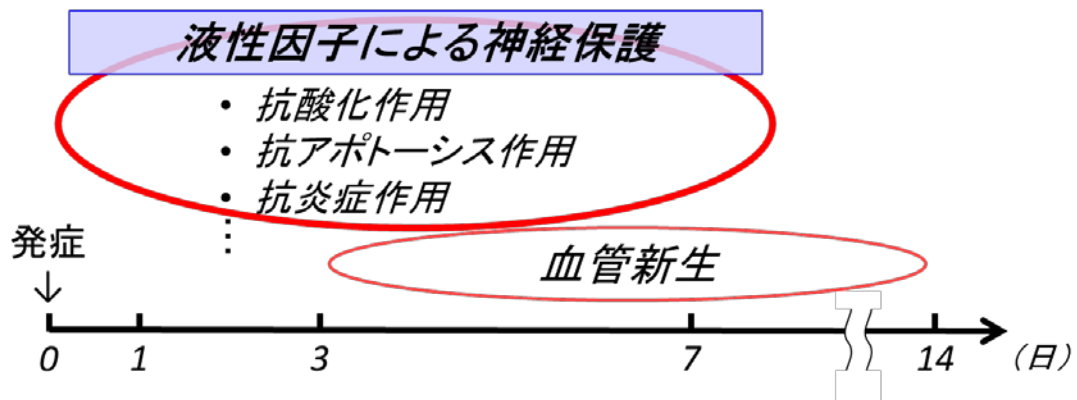 液性因子による神経保護
• 抗酸化作用
• 抗アポトーシス作用
• 抗炎症作用
⋮
血管新生
発症
↓
0 1 3 7 14 (日)